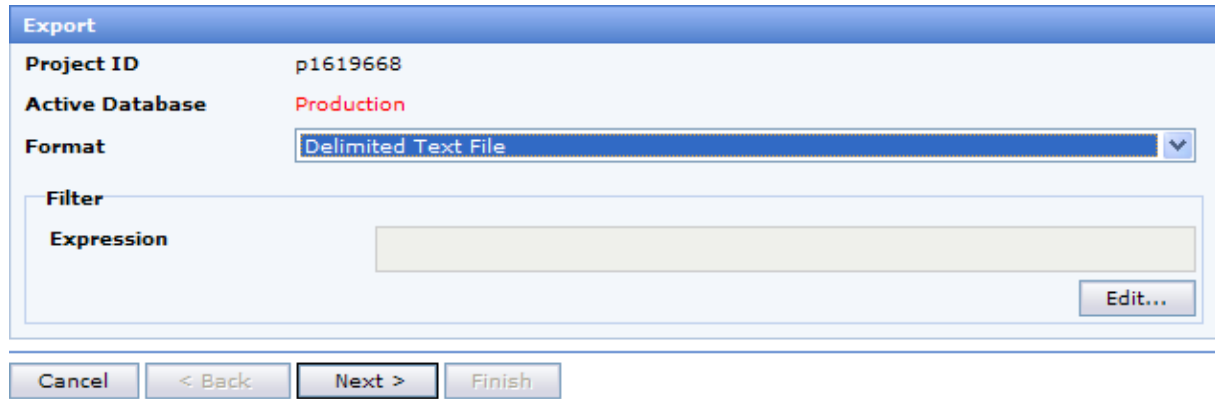 Export
Project ID p1619668
Active Database Production
Format Delimited Text File
Filter
Expression
Edit...
Cancel < Back Next > Finish